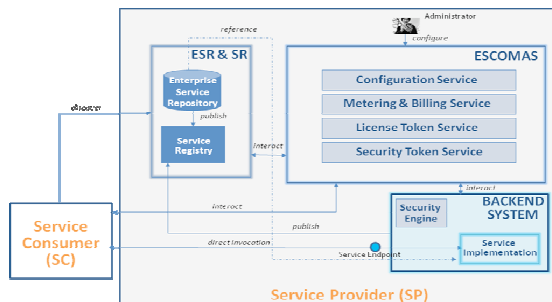 Administrator
reference
configure
ESR & SR
ESCOMAS
Enterprise
Service
Repository
publish
Service
Registry
interact
Configuration Service
Metering & Billing Service
License Token Service
Security Token Service
discover
interact
interact
BACKEND
SYSTEM
Security
Engine
publish
Service
Consumer
(SC)
direct invocation
Service Endpoint
Service
Implementation
Service Provider (SP)